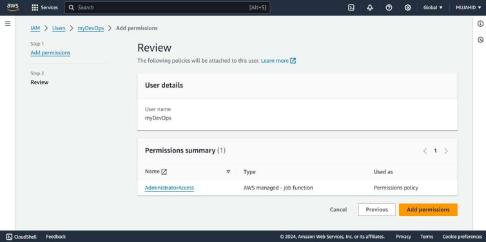 aws Services Search [Alt+S] Global MUJAHID
IAM > Users > myDevOps > Add permissions
Step 1
Add permissions
Step 2
Review
Review
The following policies will be attached to this user. Learn more
User details
User name
myDevOps
Permissions summary (1) < 1 >
Name Type Used as
AdministratorAccess AWS managed - job function Permissions policy
Cancel Previous Add permissions
CloudShell Feedback © 2024, Amazon Web Services, Inc. or its affiliates. Privacy Terms Cookie preferences